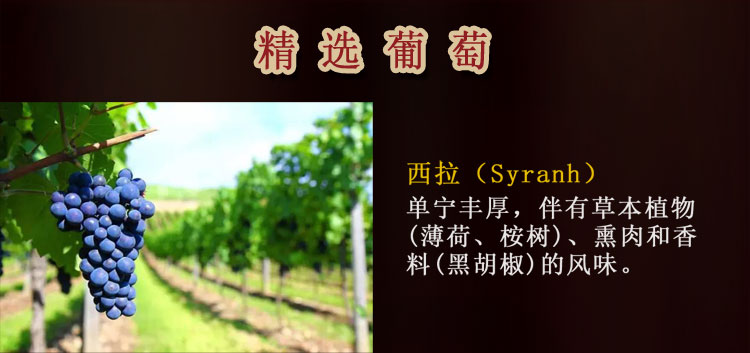 精选葡萄
西拉（Syranh）
单宁丰厚，伴有草本植物
(薄荷、桉树)、熏肉和香
料(黑胡椒)的风味。